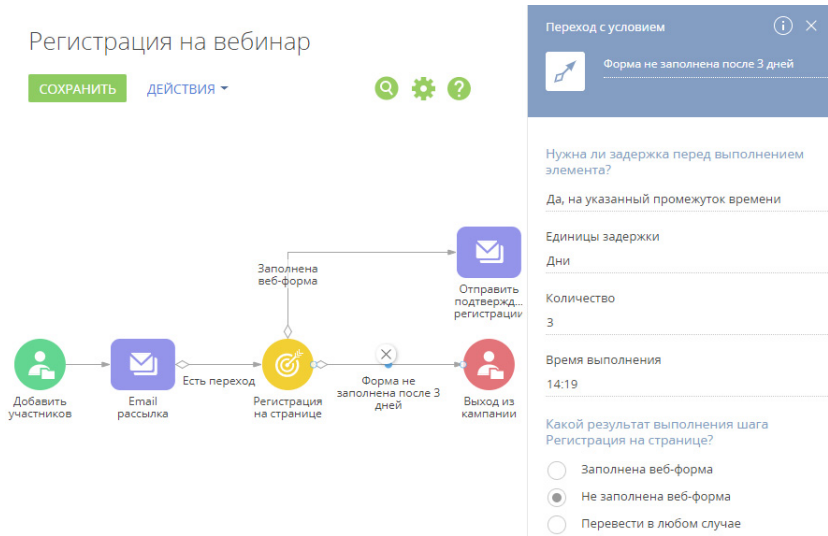 Регистрация на вебинар
СОХРАНИТЬ
ДЕЙСТВИЯ
Заполнена
веб-форма
Отправить
подтвержд...
регистрации
Есть переход
Форма не
заполнена после 3
дней
Добавить
участников
Email
рассылка
Регистрация
на странице
Выход из
кампании
Переход с условием
Форма не заполнена после 3 дней
Нужна ли задержка перед выполнением
элемента?
Да, на указанный промежуток времени
Единицы задержки
Дни
Количество
3
Время выполнения
14:19
Какой результат выполнения шага
Регистрация на странице?
Заполнена веб-форма
Не заполнена веб-форма
Перевести в любом случае